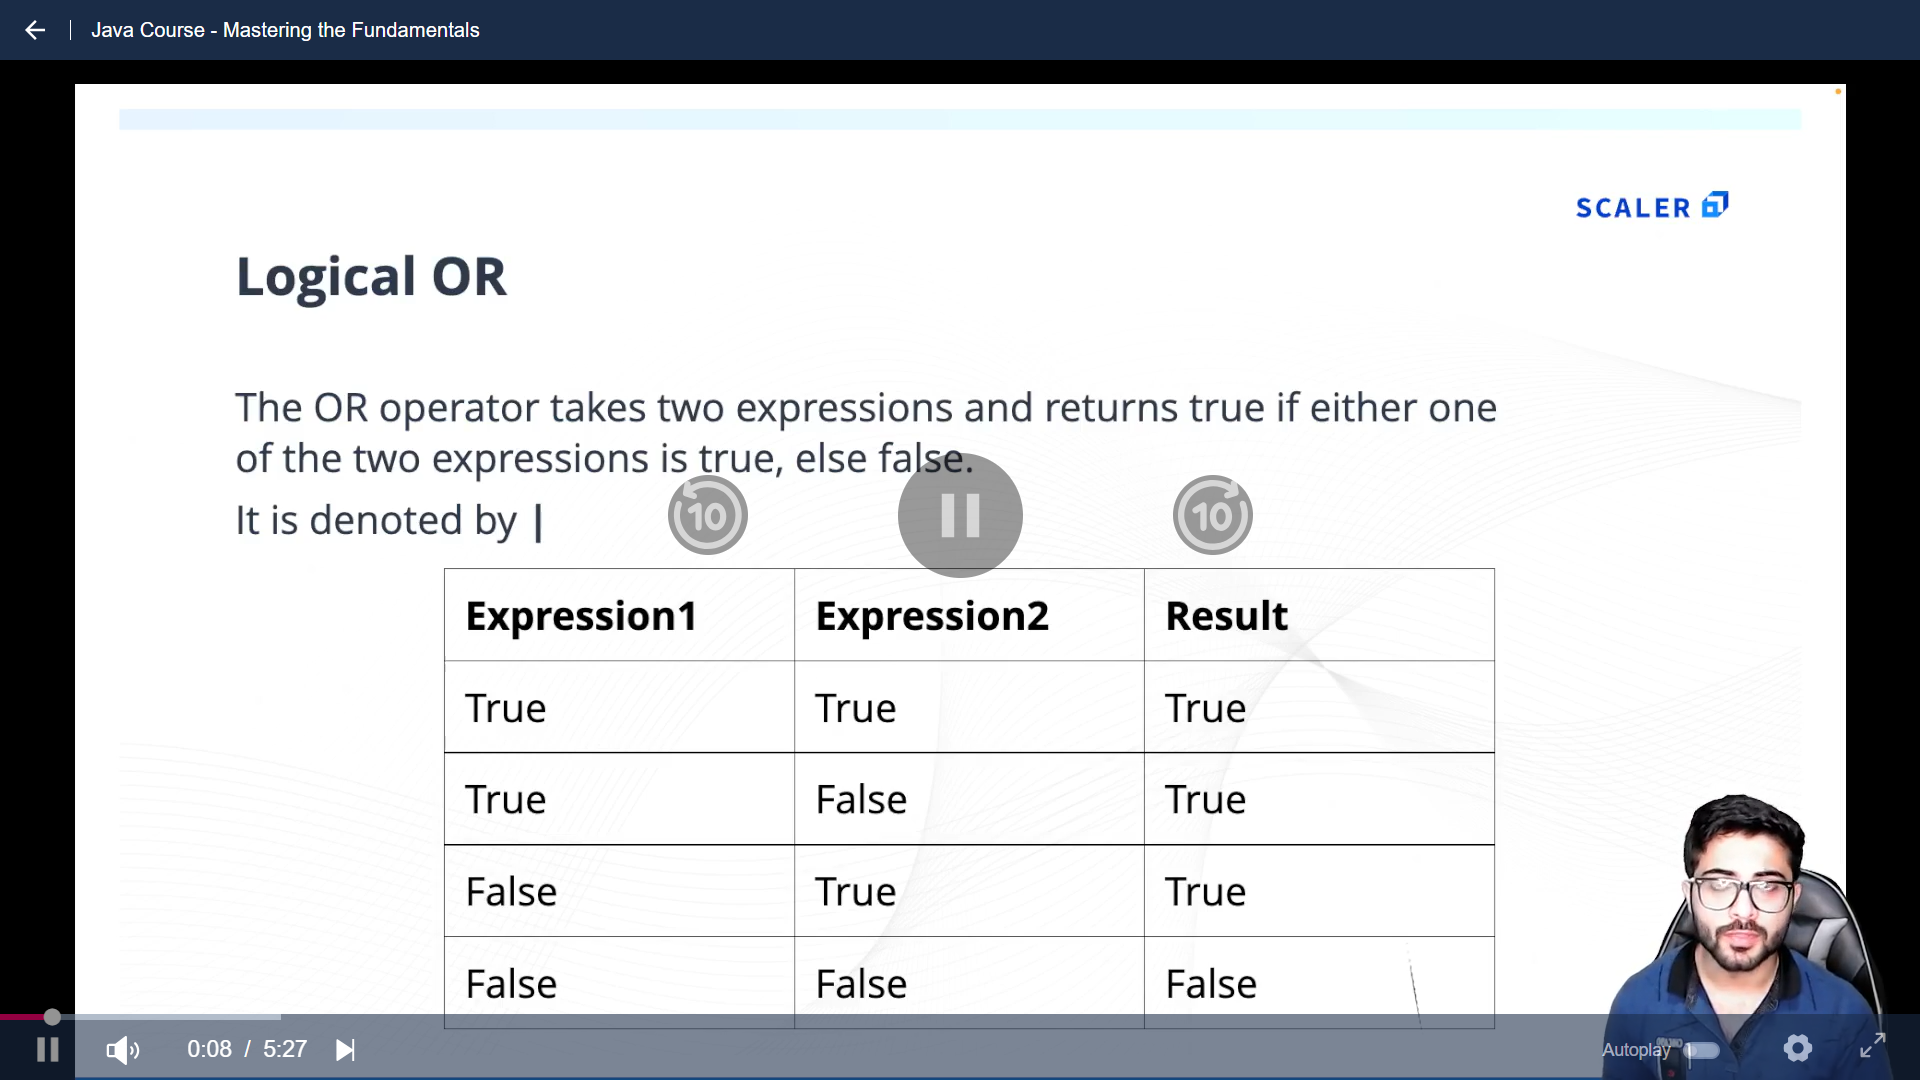 Java Course - Mastering the Fundamentals
SCALER
Logical OR
The OR operator takes two expressions and returns true if either one
of the two expressions is true, else false.
It is denoted by |
10
10
Expression1 Expression2 Result
True True True
True False True
False True True
False False False
0:08 / 5:27
Autoplay